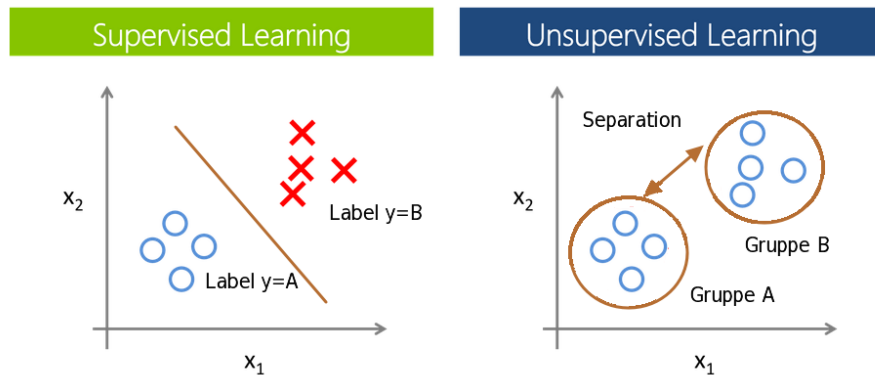 Supervised Learning
x₂
Label y=B
Label y=A
x₁
Unsupervised Learning
Separation
x₂
Gruppe B
Gruppe A
x₁